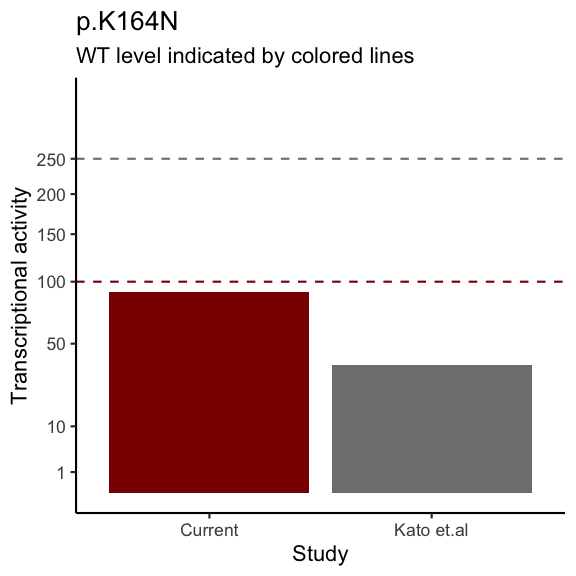 p.K164N
WT level indicated by colored lines
Transcriptional activity
250
200
150
100
50
10
1
Current
Kato et.al
Study